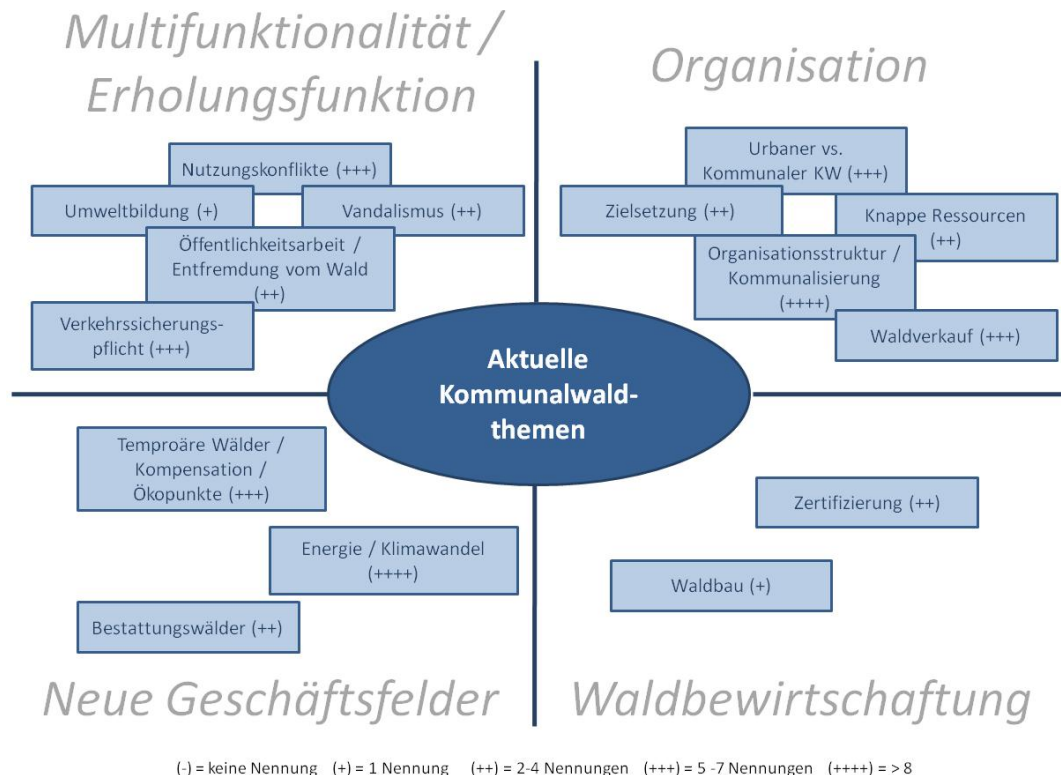 Multifunktionalität /
Erholungsfunktion
Nutzungskonflikte (+++)
Umweltbildung (+)
Vandalismus (++)
Öffentlichkeitsarbeit /
Entfremdung vom Wald
(++)
Verkehrssicherungs-
pflicht (+++)
Organisation
Urbaner vs.
Kommunaler KW (+++)
Zielsetzung (++)
Knappe Ressourcen
(++)
Organisationsstruktur /
Kommunalisierung
(++++)
Waldverkauf (+++)
Aktuelle
Kommunalwald-
themen
Temproäre Wälder /
Kompensation /
Ökopunkte (+++)
Energie / Klimawandel
(++++)
Bestattungswälder (++)
Neue Geschäftsfelder
Zertifizierung (++)
Waldbau (+)
Waldbewirtschaftung
(-) = keine Nennung (+) = 1 Nennung (++) = 2-4 Nennungen (+++) = 5 -7 Nennungen (++++) = > 8